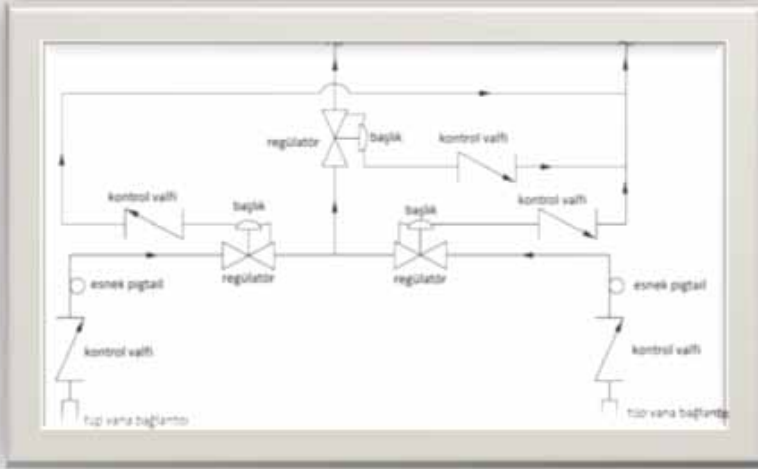 regülatör
başlık
kontrol valfi
kontrol valfi
başlık
başlık
kontrol valfi
regülatör
regülatör
esnek pigtail
esnek pigtail
kontrol valfi
kontrol valfi
tüp vana bağlantısı
tüp vana bağlantısı